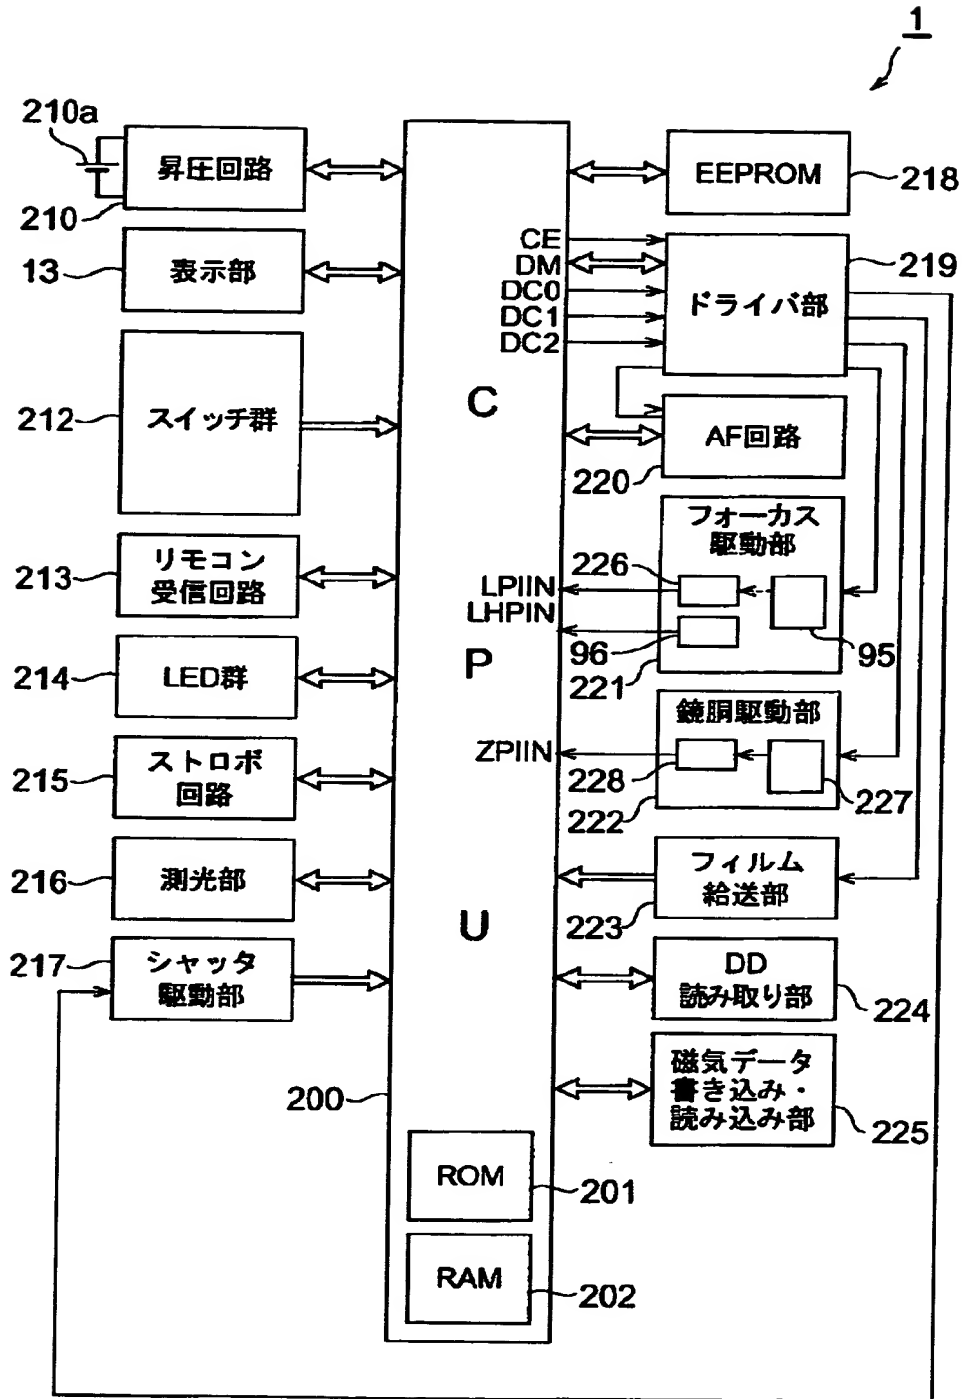 1
210a
昇圧回路
210
13
表示部
212
スイッチ群
213
リモコン
受信回路
214
LED群
215
ストロボ
回路
216
測光部
217
シャッタ
駆動部
200
C
P
U
ROM
201
RAM
202
CE
DM
DC0
DC1
DC2
LPIIN
LHPIN
ZPIIN
EEPROM
218
ドライバ部
219
AF回路
220
フォーカス
駆動部
226
96
95
221
鏡胴駆動部
228
227
222
フィルム
給送部
223
DD
読み取り部
224
磁気データ
書き込み・
読み込み部
225